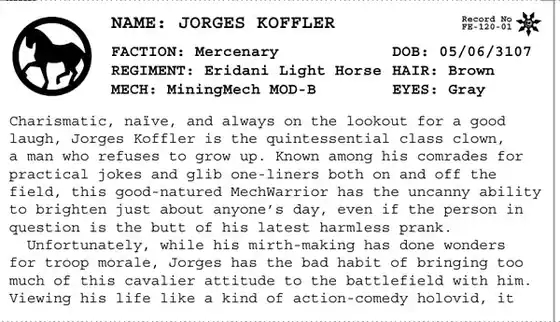 NAME: JORGES KOFFLER
Record No
FE-120-01
FACTION: Mercenary DOB: 05/06/3107
REGIMENT: Eridani Light Horse HAIR: Brown
MECH: MiningMech MOD-B EYES: Gray
Charismatic, naïve, and always on the lookout for a good
laugh, Jorges Koffler is the quintessential class clown,
a man who refuses to grow up. Known among his comrades for
practical jokes and glib one-liners both on and off the
field, this good-natured MechWarrior has the uncanny ability
to brighten just about anyone’s day, even if the person in
question is the butt of his latest harmless prank.
Unfortunately, while his mirth-making has done wonders
for troop morale, Jorges has the bad habit of bringing too
much of this cavalier attitude to the battlefield with him.
Viewing his life like a kind of action-comedy holovid, it